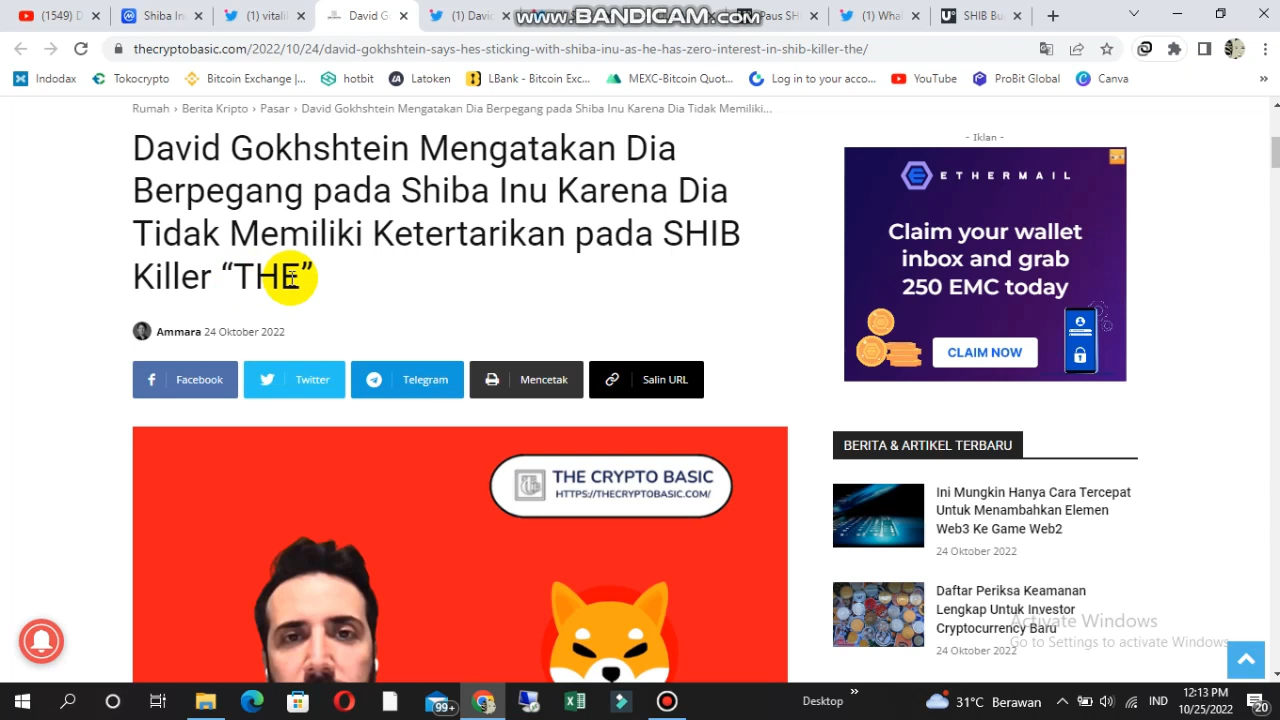 WWW.BANDICAM.COM
(1549) D
Shiba In
vitali
David G
(1) Davi
Paus SHI
Whal
SHIB Bu
thecryptobasic.com/2022/10/24/david-gokhshtein-says-hes-sticking-with-shiba-inu-as-he-has-zero-interest-in-shib-killer-the/
Indodax
Tokocrypto
Bitcoin Exchange |...
hotbit
Latoken
LBank - Bitcoin Exc...
MEXC-Bitcoin Quot...
Log in to your acco...
YouTube
ProBit Global
Canva
»
Rumah › Berita Kripto › Pasar › David Gokhshtein Mengatakan Dia Berpegang pada Shiba Inu Karena Dia Tidak Memiliki...
David Gokhshtein Mengatakan Dia
Berpegang pada Shiba Inu Karena Dia
Tidak Memiliki Ketertarikan pada SHIB
Killer “THE”
Ammara 24 Oktober 2022
Facebook
Twitter
Telegram
Mencetak
Salin URL
THE CRYPTO BASIC
HTTPS://THECRYPTOBASIC.COM/
- Iklan -
ETHERMAIL
Claim your wallet
inbox and grab
250 EMC today
CLAIM NOW
BERITA & ARTIKEL TERBARU
Ini Mungkin Hanya Cara Tercepat
Untuk Menambahkan Elemen
Web3 Ke Game Web2
24 Oktober 2022
Daftar Periksa Keamanan
Lengkap Untuk Investor
Cryptocurrency Baru
24 Oktober 2022
Activate Windows
Go to Settings to activate Windows.
99+
Desktop
»
31°C Berawan
IND
12:13 PM
10/25/2022
20